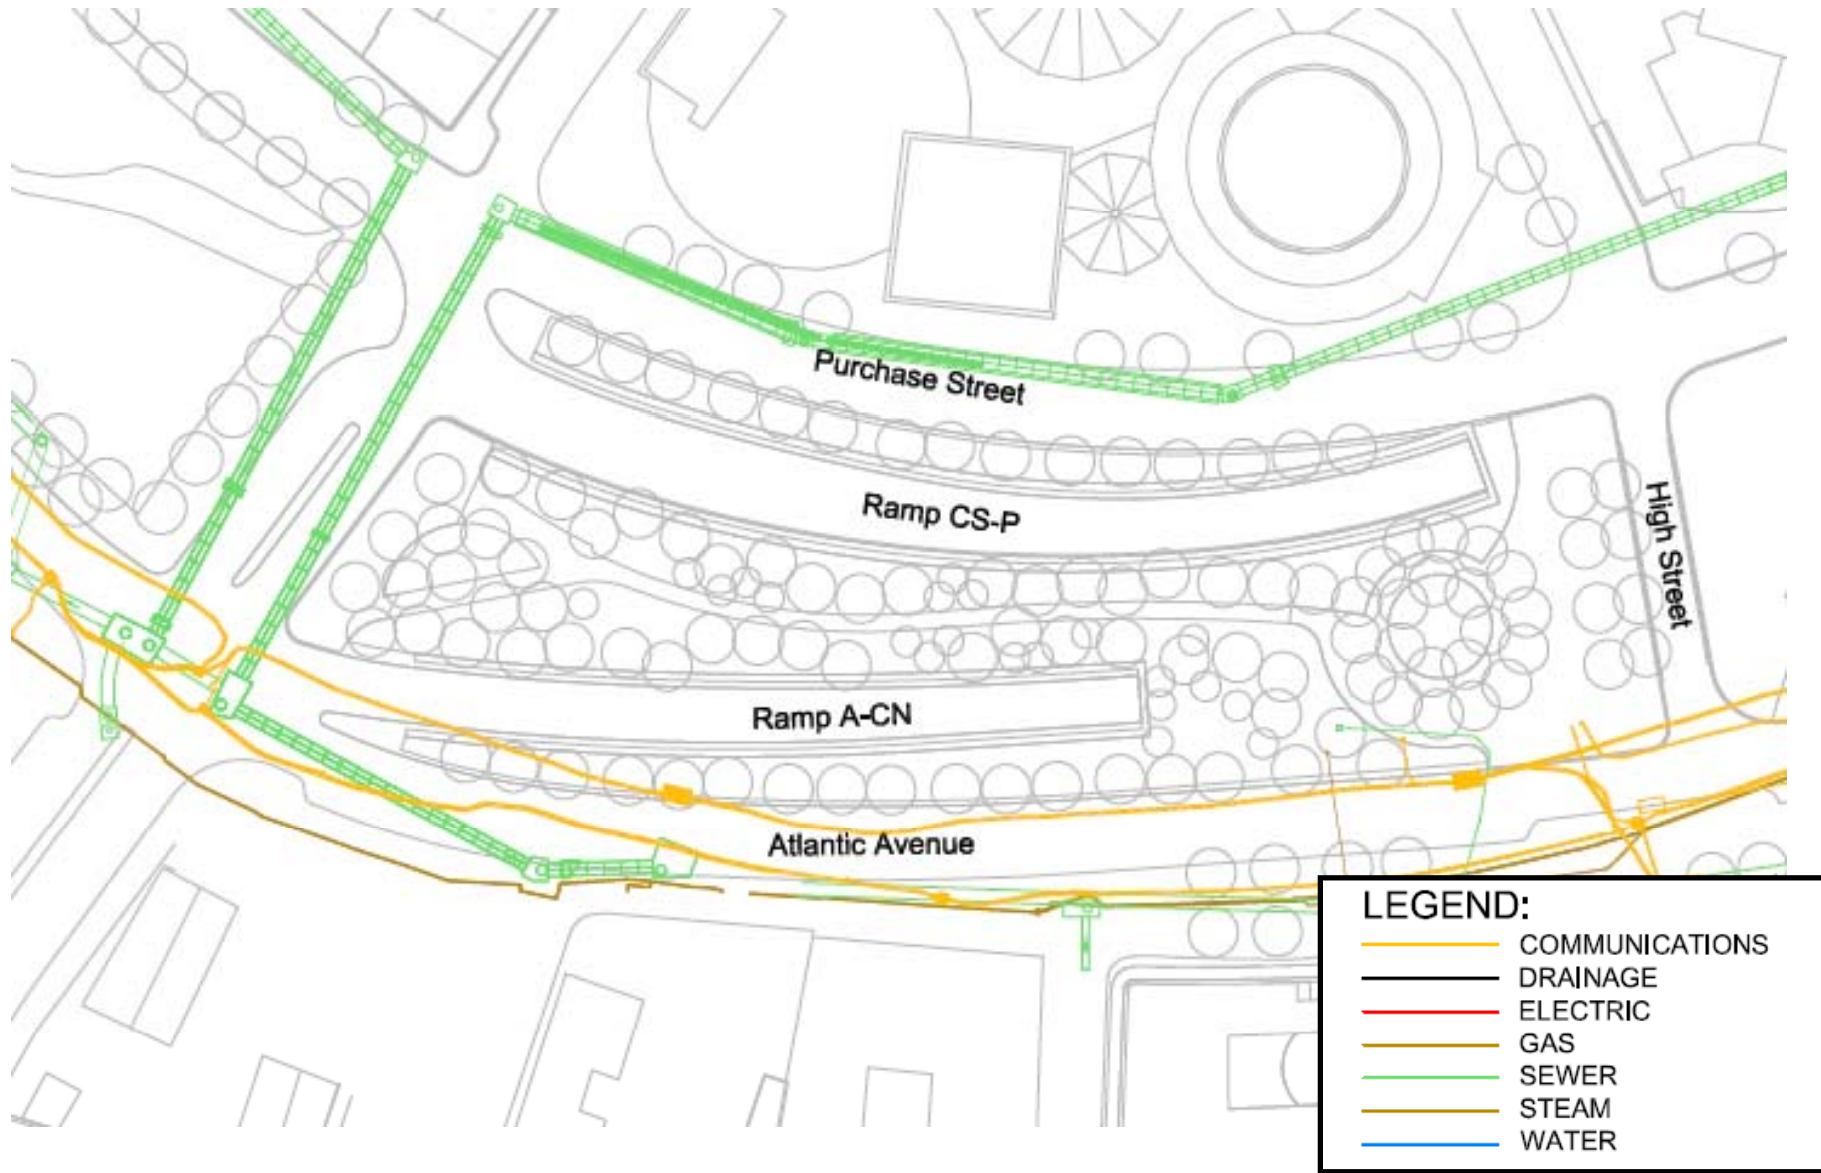 Purchase Street
Ramp CS-P
High Street
Ramp A-CN
Atlantic Avenue
LEGEND:
COMMUNICATIONS
DRAINAGE
ELECTRIC
GAS
SEWER
STEAM
WATER